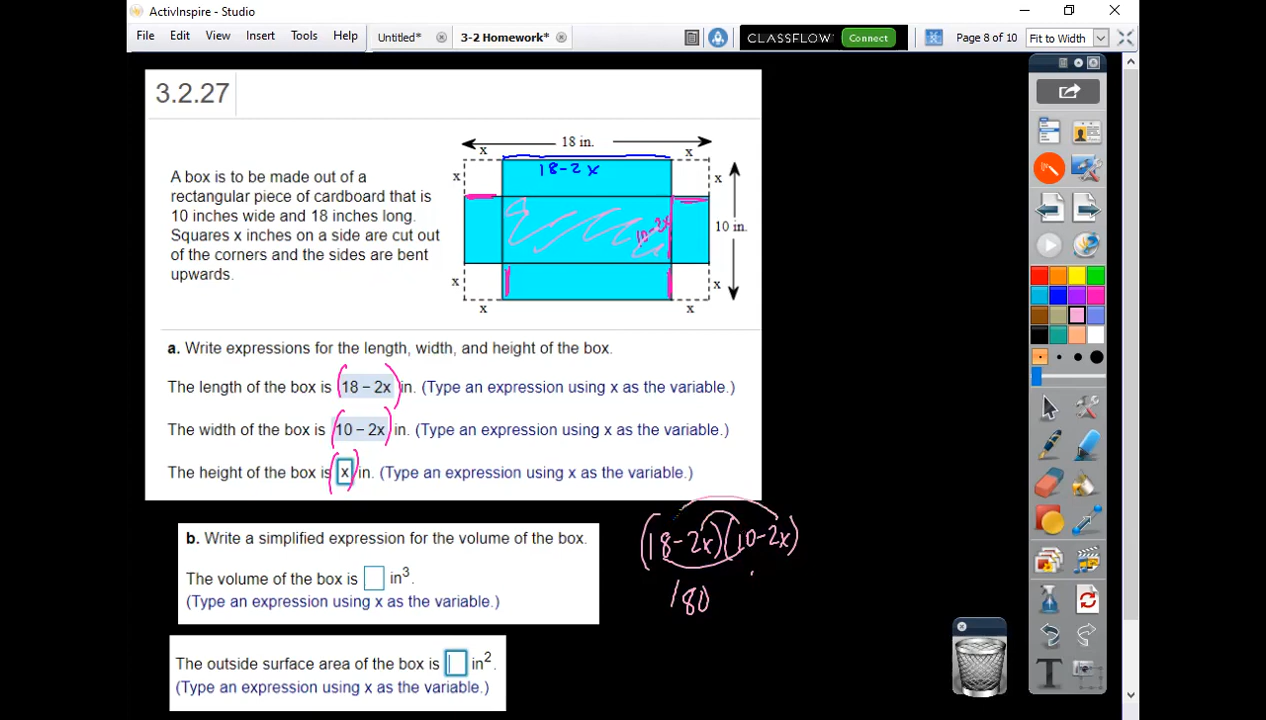 ActivInspire - Studio
File Edit View Insert Tools Help Untitled* 3-2 Homework* CLASSFLOW Connect Page 8 of 10 Fit to Width
3.2.27
A box is to be made out of a
rectangular piece of cardboard that is
10 inches wide and 18 inches long.
Squares x inches on a side are cut out
of the corners and the sides are bent
upwards.
18 in.
x x
18-2x
x x
10-2x
10 in.
x x
x x
a. Write expressions for the length, width, and height of the box.
The length of the box is (18 − 2x) in. (Type an expression using x as the variable.)
The width of the box is (10 − 2x) in. (Type an expression using x as the variable.)
The height of the box is (x) in. (Type an expression using x as the variable.)
(18-2x)(10-2x)
180
b. Write a simplified expression for the volume of the box.
The volume of the box is in³.
(Type an expression using x as the variable.)
The outside surface area of the box is in².
(Type an expression using x as the variable.)